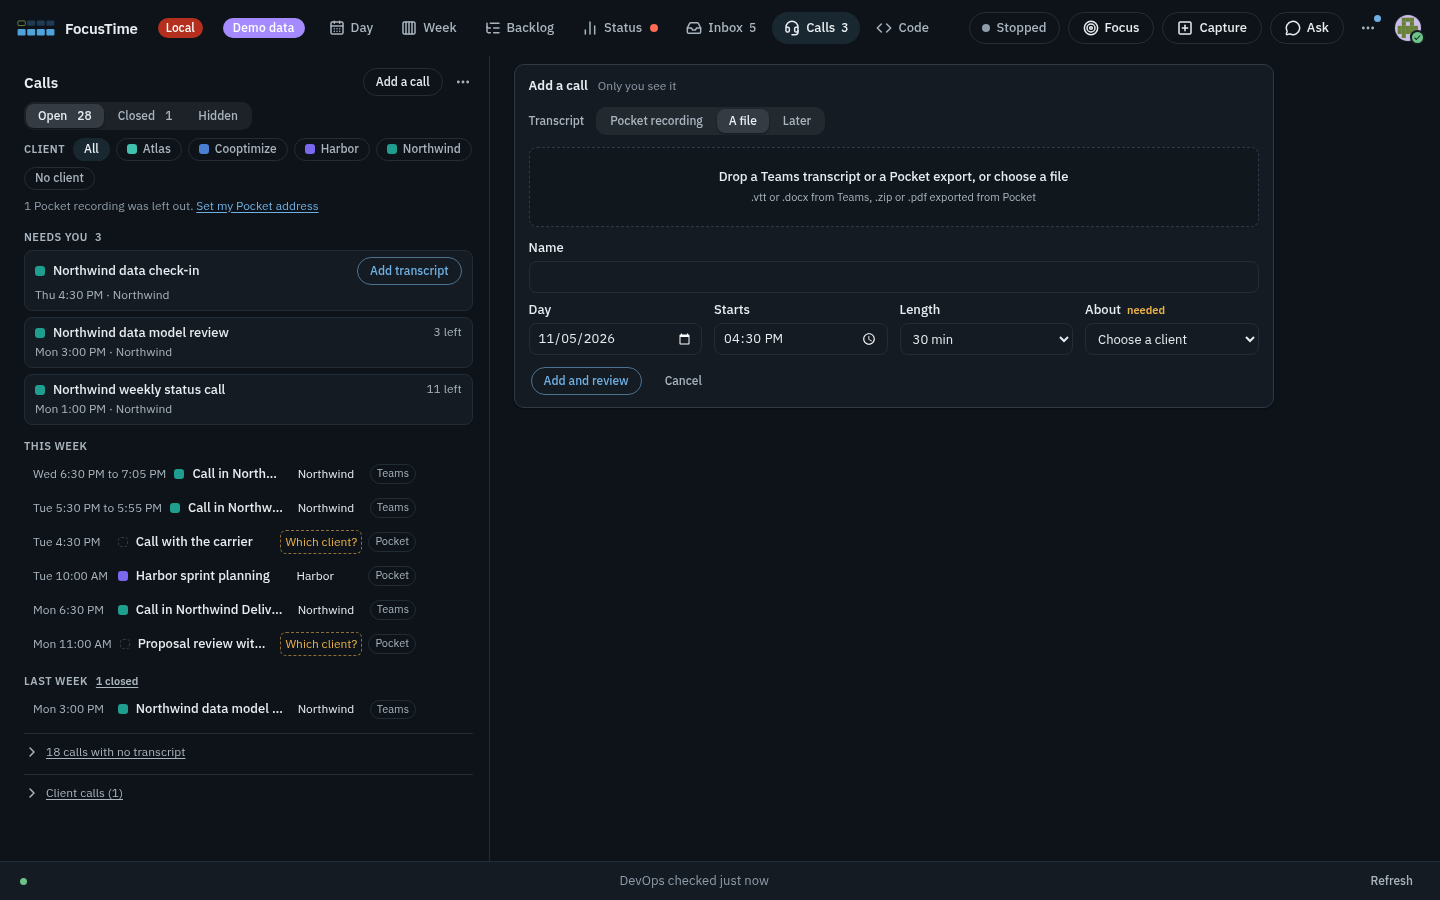 FocusTime
Local
Demo data
Day
Week
Backlog
Status
Inbox 5
Calls 3
Code
Stopped
Focus
Capture
Ask
Calls
Add a call
Open 28
Closed 1
Hidden
CLIENT
All
Atlas
Cooptimize
Harbor
Northwind
No client
1 Pocket recording was left out. Set my Pocket address
NEEDS YOU 3
Northwind data check-in
Add transcript
Thu 4:30 PM · Northwind
Northwind data model review
3 left
Mon 3:00 PM · Northwind
Northwind weekly status call
11 left
Mon 1:00 PM · Northwind
THIS WEEK
Wed 6:30 PM to 7:05 PM Call in North... Northwind Teams
Tue 5:30 PM to 5:55 PM Call in Northw... Northwind Teams
Tue 4:30 PM Call with the carrier Which client? Pocket
Tue 10:00 AM Harbor sprint planning Harbor Pocket
Mon 6:30 PM Call in Northwind Deliv... Northwind Teams
Mon 11:00 AM Proposal review wit... Which client? Pocket
LAST WEEK 1 closed
Mon 3:00 PM Northwind data model ... Northwind Teams
18 calls with no transcript
Client calls (1)
Add a call Only you see it
Transcript
Pocket recording
A file
Later
Drop a Teams transcript or a Pocket export, or choose a file
.vtt or .docx from Teams, .zip or .pdf exported from Pocket
Name
Day
Starts
Length
About needed
11/05/2026
04:30 PM
30 min
Choose a client
Add and review
Cancel
DevOps checked just now
Refresh